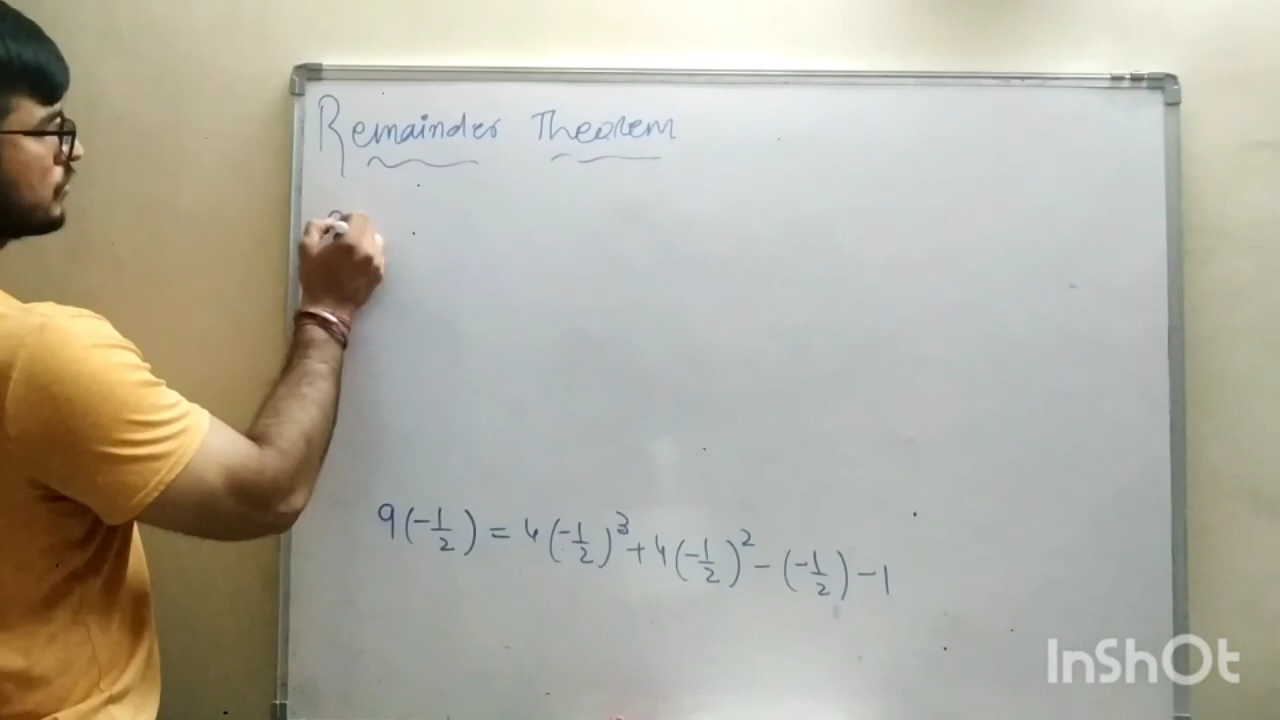 Remainder Theorem
q(-1/2) = 4(-1/2)³+4(-1/2)²-(-1/2)-1
InShOt